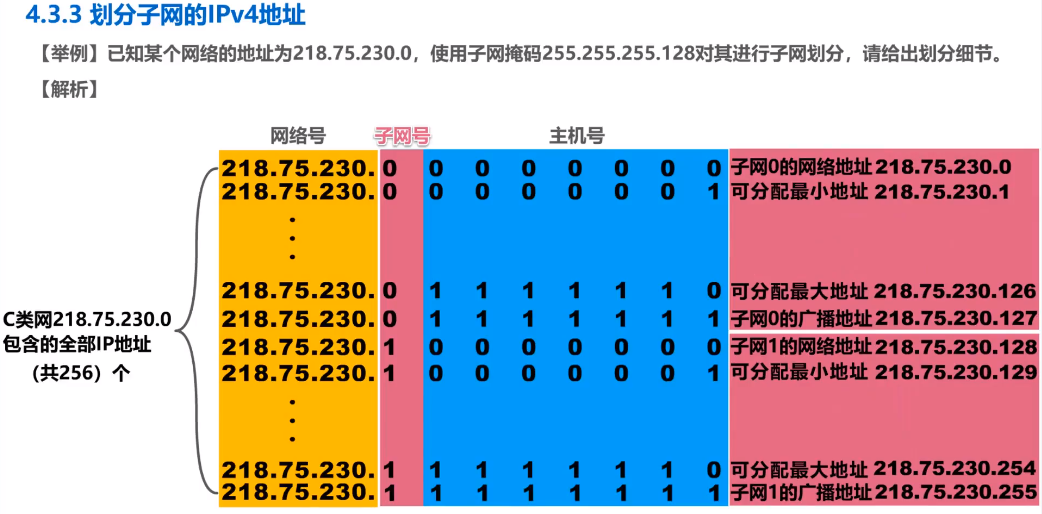 4.3.3 划分子网的IPv4地址
【举例】已知某个网络的地址为218.75.230.0，使用子网掩码255.255.255.128对其进行子网划分，请给出划分细节。
【解析】
网络号 子网号 主机号
218.75.230. 0 0 0 0 0 0 0 0 子网0的网络地址 218.75.230.0
218.75.230. 0 0 0 0 0 0 0 1 可分配最小地址 218.75.230.1
218.75.230. 0 1 1 1 1 1 1 0 可分配最大地址 218.75.230.126
218.75.230. 0 1 1 1 1 1 1 1 子网0的广播地址 218.75.230.127
C类网218.75.230.0
包含的全部IP地址
（共256）个
218.75.230. 1 0 0 0 0 0 0 0 子网1的网络地址 218.75.230.128
218.75.230. 1 0 0 0 0 0 0 1 可分配最小地址 218.75.230.129
218.75.230. 1 1 1 1 1 1 1 0 可分配最大地址 218.75.230.254
218.75.230. 1 1 1 1 1 1 1 1 子网1的广播地址 218.75.230.255